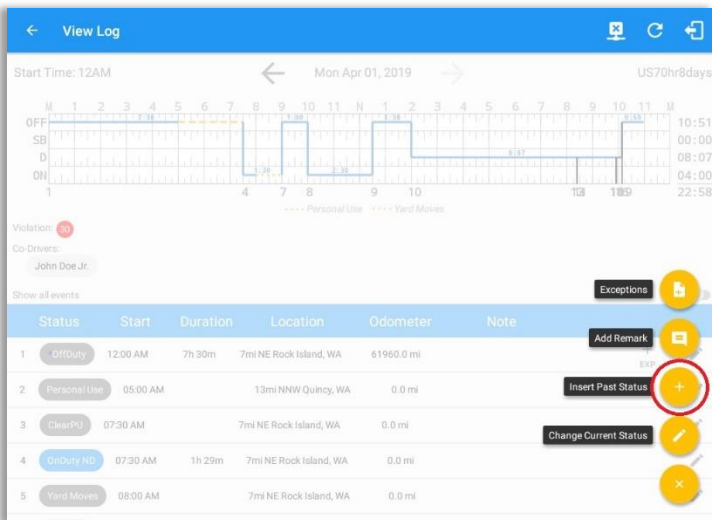 View Log
Start Time: 12AM Mon Apr 01, 2019 US70hr8days
M 1 2 3 4 5 6 7 8 9 10 11 N 1 2 3 4 5 6 7 8 9 10 11 M
OFF 10:51
SB 00:00
D 08:07
ON 04:00
1 4 7 8 9 10 22:58
Personal Use Yard Moves
Violation: 30
Co-Drivers:
John Doe Jr.
Exceptions
Show all events
Status Start Duration Location Odometer Note
Add Remark
1 OffDuty 12:00 AM 7h 30m 7mi NE Rock Island, WA 61960.0 mi
EXP
2 Personal Use 05:00 AM 13mi NNW Quincy, WA 0.0 mi
Insert Past Status
3 ClearPU 07:30 AM 7mi NE Rock Island, WA 0.0 mi
Change Current Status
4 OnDuty ND 07:30 AM 1h 29m 7mi NE Rock Island, WA 0.0 mi
5 Yard Moves 08:00 AM 7mi NE Rock Island, WA 0.0 mi